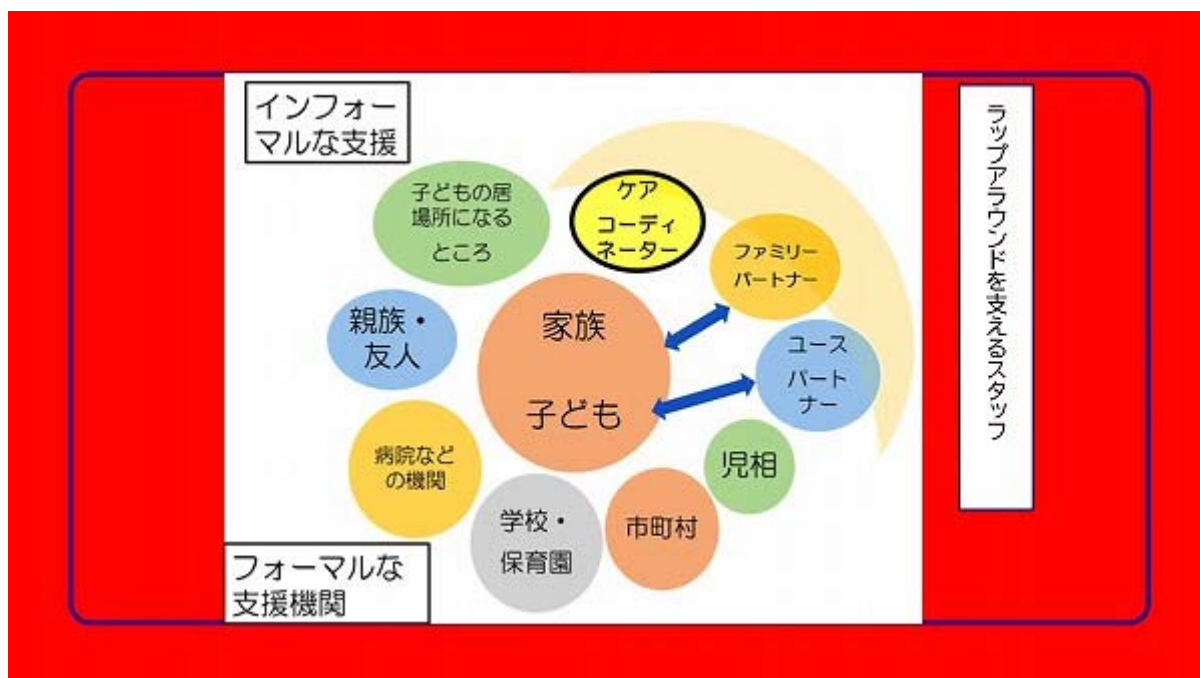 インフォー
マルな支援
子どもの居
場所になる
ところ
ケア
コーディ
ネーター
ファミリー
パートナー
親族・
友人
家族
子ども
ユース
パート
ナー
病院など
の機関
児相
学校・
保育園
市町村
フォーマルな
支援機関
ラップアラウンドを支えるスタッフ